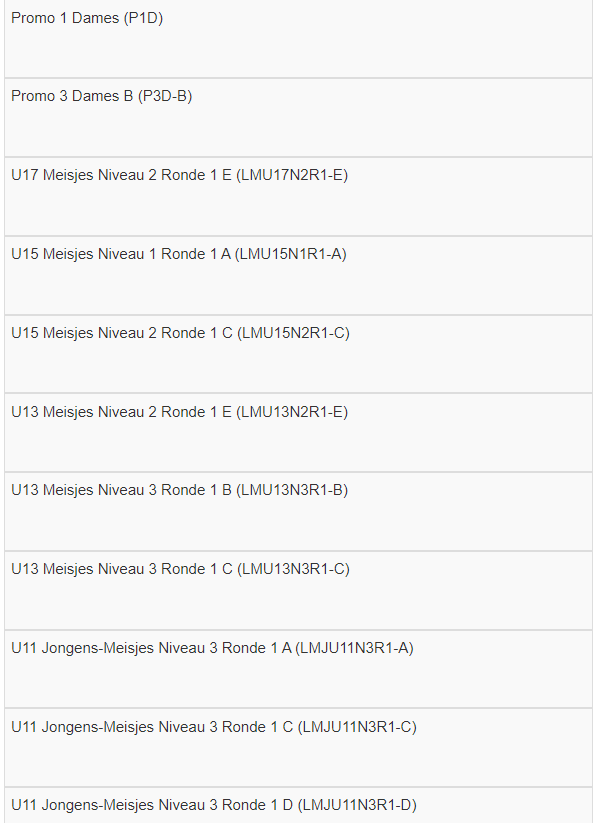 Promo 1 Dames (P1D)
Promo 3 Dames B (P3D-B)
U17 Meisjes Niveau 2 Ronde 1 E (LMU17N2R1-E)
U15 Meisjes Niveau 1 Ronde 1 A (LMU15N1R1-A)
U15 Meisjes Niveau 2 Ronde 1 C (LMU15N2R1-C)
U13 Meisjes Niveau 2 Ronde 1 E (LMU13N2R1-E)
U13 Meisjes Niveau 3 Ronde 1 B (LMU13N3R1-B)
U13 Meisjes Niveau 3 Ronde 1 C (LMU13N3R1-C)
U11 Jongens-Meisjes Niveau 3 Ronde 1 A (LMJU11N3R1-A)
U11 Jongens-Meisjes Niveau 3 Ronde 1 C (LMJU11N3R1-C)
U11 Jongens-Meisjes Niveau 3 Ronde 1 D (LMJU11N3R1-D)